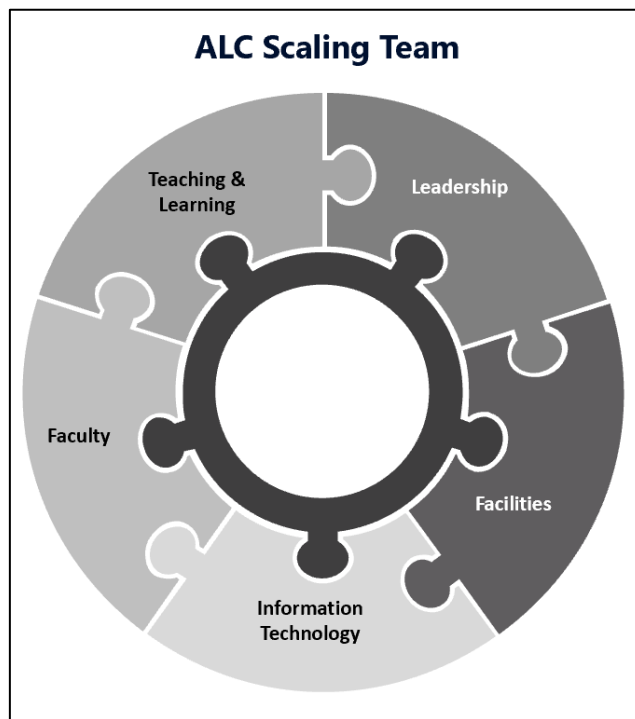 ALC Scaling Team
Teaching &
Learning
Leadership
Faculty
Facilities
Information
Technology